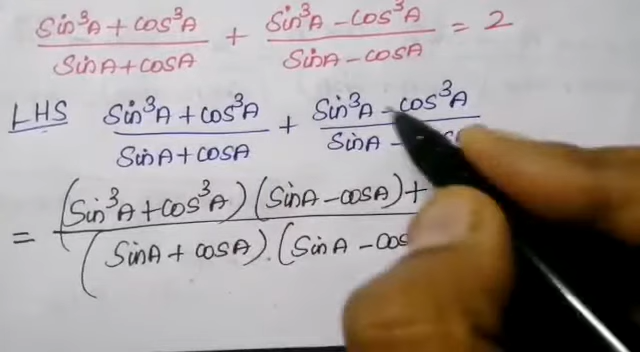 Sin³A + cos³A / SinA + cosA + Sin³A - cos³A / SinA - cosA = 2
LHS Sin³A + cos³A / SinA + cosA + Sin³A - cos³A / SinA -
= (Sin³A + cos³A) (SinA - cosA) + / (SinA + cosA) . (SinA - cos